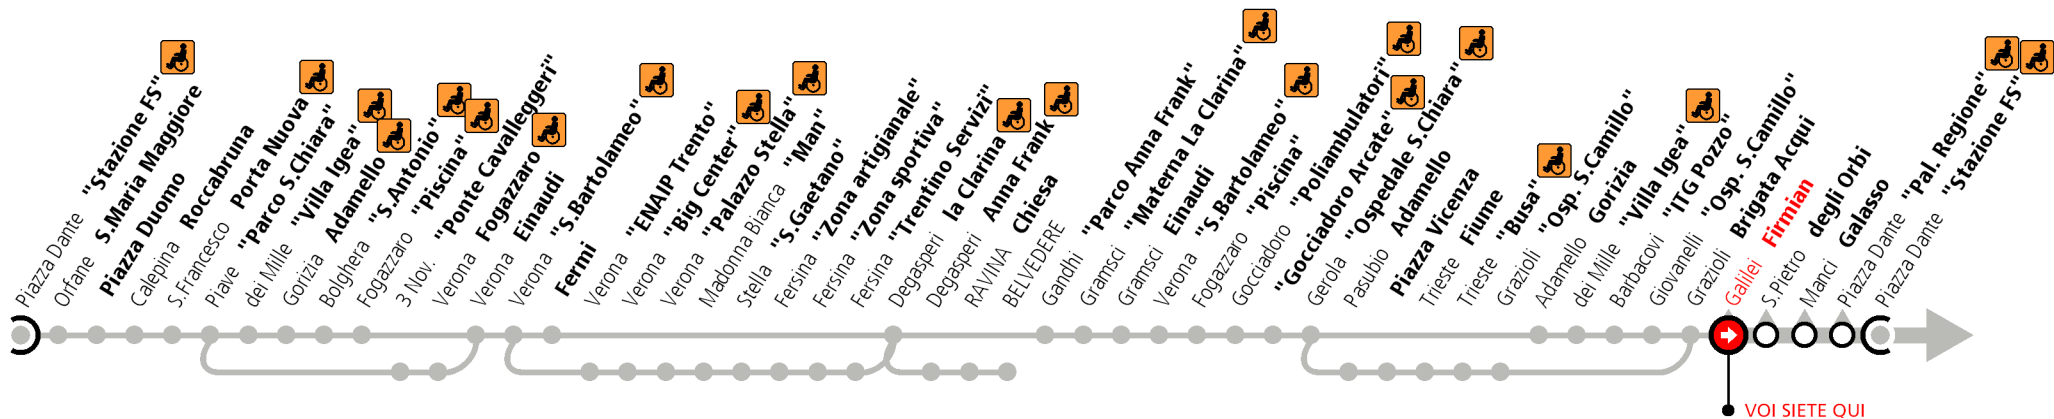 Piazza Dante "Stazione FS"
Orfane S.Maria Maggiore
Piazza Duomo
Calepina Roccabruna
S.Francesco Porta Nuova
Piave "Parco S.Chiara"
dei Mille "Villa Igea"
Gorizia Adamello
Bolghera "S.Antonio"
Fogazzaro "Piscina"
3 Nov. "Ponte Cavalleggeri"
Verona Fogazzaro
Verona Einaudi
Verona "S.Bartolameo"
Fermi
Verona "ENAIP Trento"
Verona "Big Center"
Verona "Palazzo Stella"
Madonna Bianca "Man"
Stella "S.Gaetano"
Fersina "Zona artigianale"
Fersina "Zona sportiva"
Fersina "Trentino Servizi"
Degasperi la Clarina
Degasperi Anna Frank
RAVINA Chiesa
BELVEDERE
Gandhi "Parco Anna Frank"
Gramsci "Materna La Clarina"
Gramsci Einaudi
Verona "S.Bartolameo"
Fogazzaro "Piscina"
Gocciadoro "Poliambulatori"
"Gocciadoro Arcate"
Gerola "Ospedale S.Chiara"
Pasubio Adamello
Piazza Vicenza
Trieste Fiume
Trieste "Busa"
Grazioli "Osp. S.Camillo"
Adamello Gorizia
dei Mille "Villa Igea"
Barbacovi "ITG Pozzo"
Giovanelli "Osp. S.Camillo"
Grazioli Brigata Acqui
Galilei Firmian
S.Pietro degli Orbi
Manci Galasso
Piazza Dante "Pal. Regione"
Piazza Dante "Stazione FS"
VOI SIETE QUI